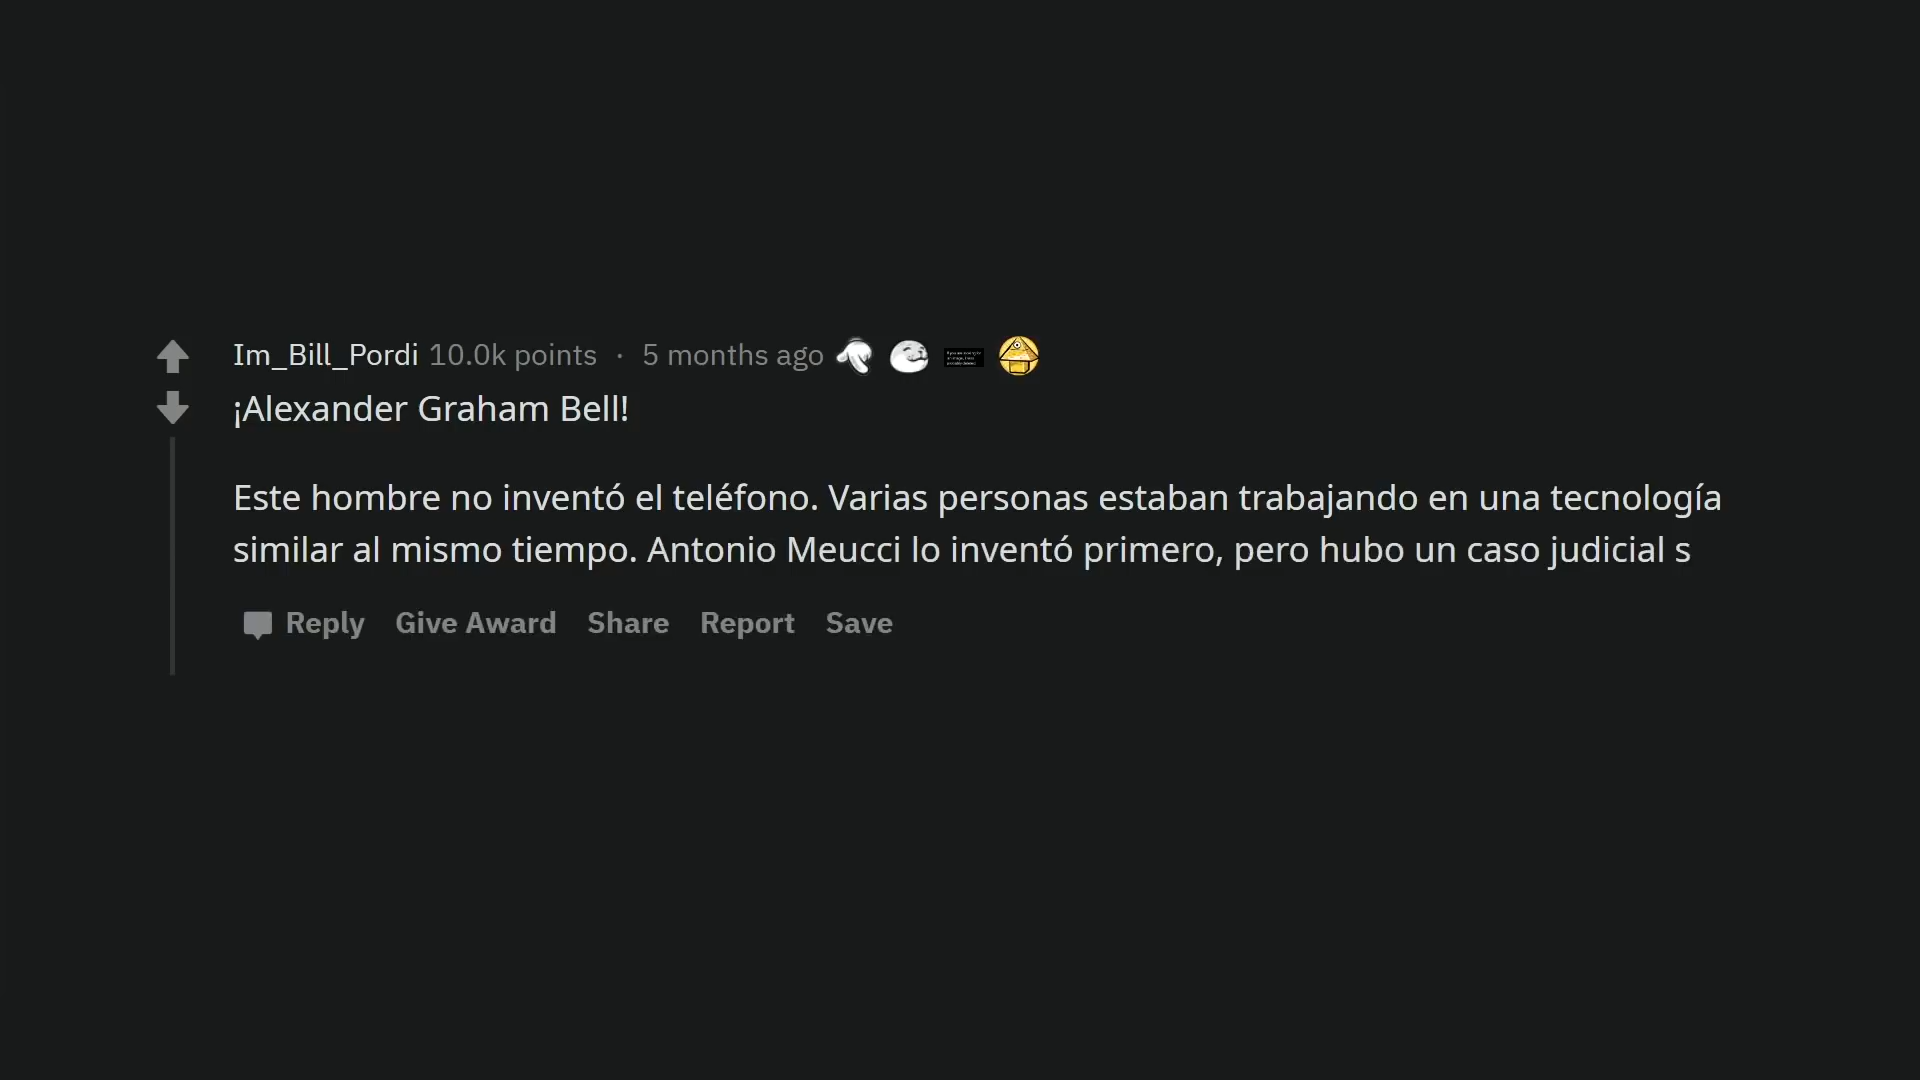 Im_Bill_Pordi 10.0k points · 5 months ago
¡Alexander Graham Bell!
Este hombre no inventó el teléfono. Varias personas estaban trabajando en una tecnología
similar al mismo tiempo. Antonio Meucci lo inventó primero, pero hubo un caso judicial s
Reply Give Award Share Report Save